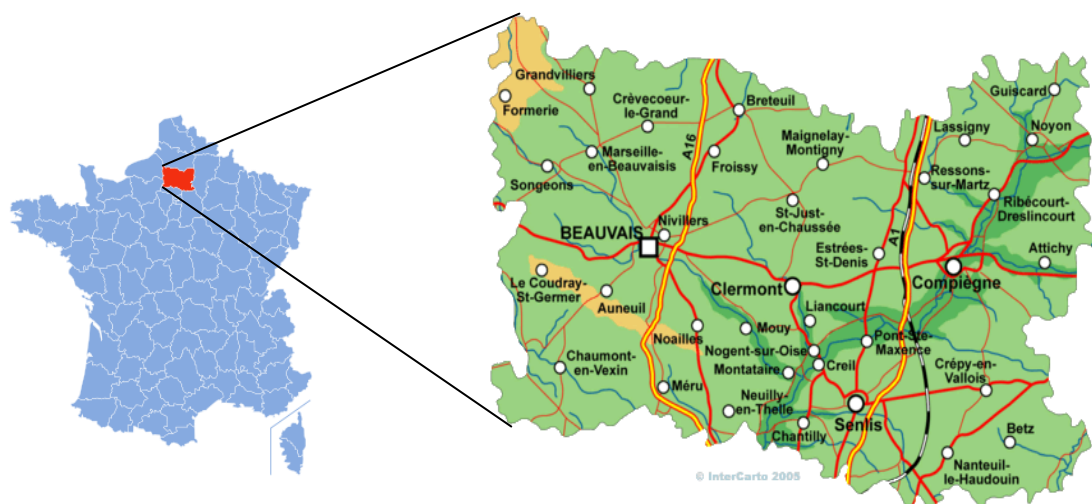 Grandvilliers
Formerie
Crèvecoeur-
le-Grand
Breteuil
Guiscard
Marseille-
en-Beauvaisis
A16
Froissy
Maignelay-
Montigny
Lassigny
Noyon
Songeons
Ressons-
sur-Martz
Ribécourt-
Dreslincourt
BEAUVAIS
Nivillers
St-Just-
en-Chaussée
Estrées-
St-Denis
A1
Attichy
Le Coudray-
St-Germer
Auneuil
Clermont
Compiègne
Liancourt
Noailles
Mouy
Pont-Ste-
Maxence
Nogent-sur-Oise
Chaumont-
en-Vexin
Montataire
Creil
Crépy-en-
Valois
Méru
Neuilly-
en-Thelle
Senlis
Chantilly
Betz
Nanteuil-
le-Haudouin
© InterCarto 2005